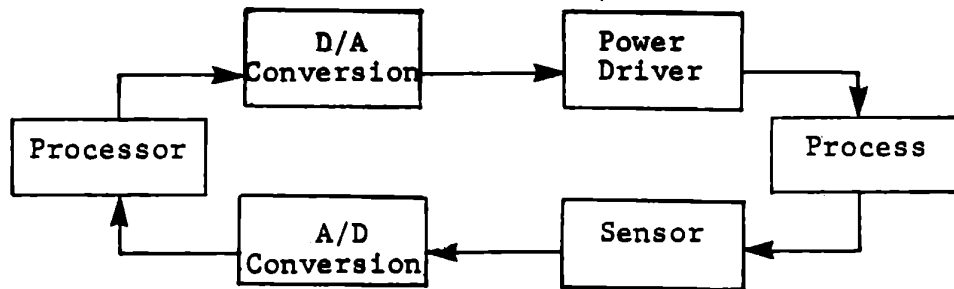 D/A
Conversion
Power
Driver
Processor
Process
A/D
Conversion
Sensor